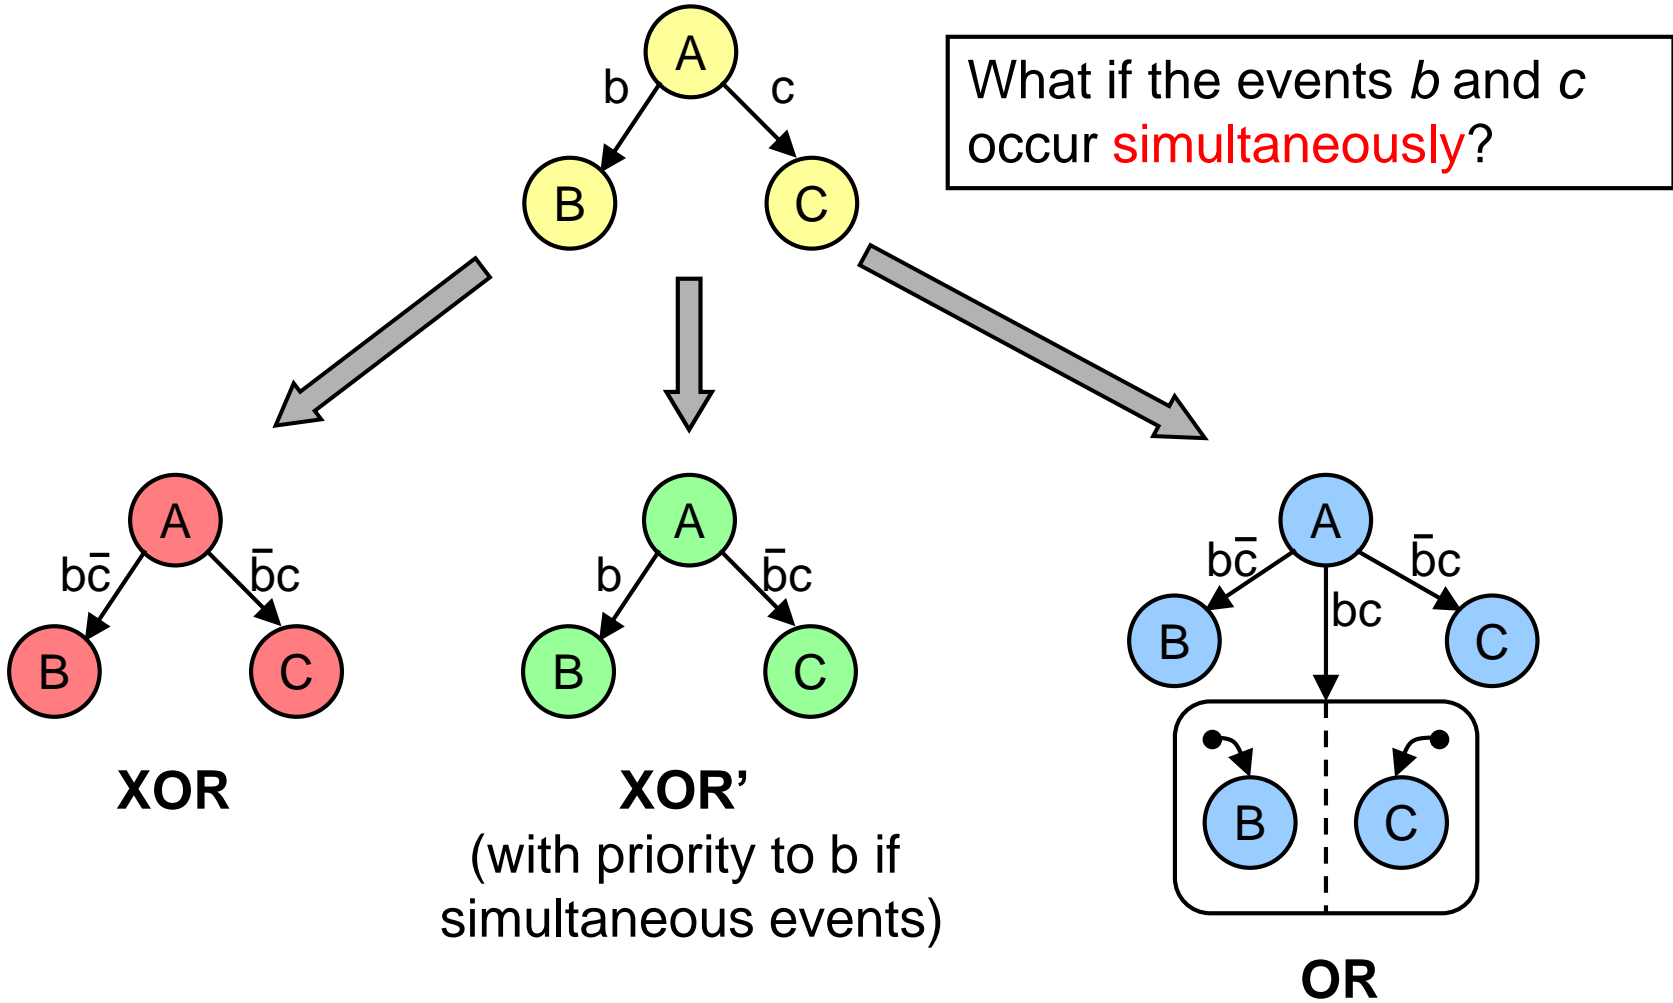 A
b
c
B
C
What if the events b and c
occur simultaneously?
A
bc̅
b̅c
B
C
XOR
A
b
b̅c
B
C
XOR’
(with priority to b if
simultaneous events)
A
bc̅
b̅c
bc
B
C
B
C
OR